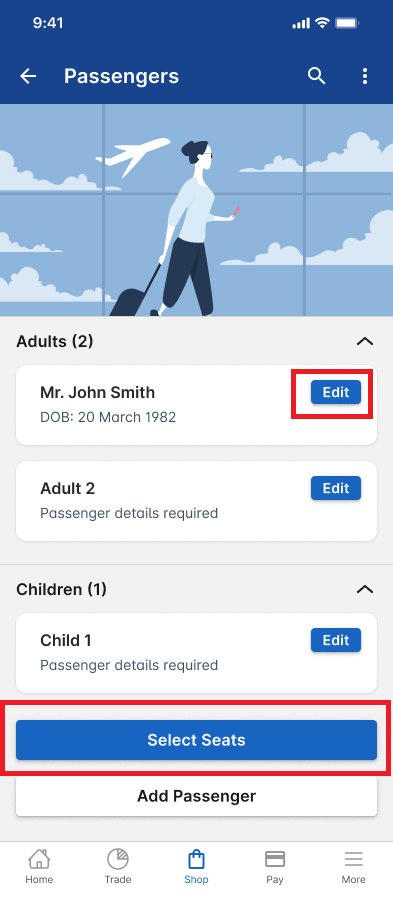 9:41
Passengers
Adults (2)
Mr. John Smith
Edit
DOB: 20 March 1982
Adult 2
Edit
Passenger details required
Children (1)
Child 1
Edit
Passenger details required
Select Seats
Add Passenger
Home Trade Shop Pay More